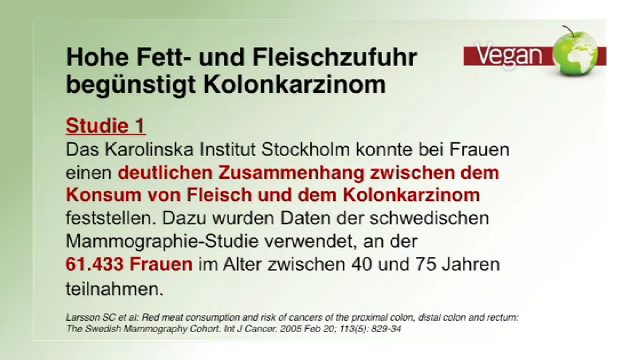 Hohe Fett- und Fleischzufuhr
begünstigt Kolonkarzinom
Vegan
Studie 1
Das Karolinska Institut Stockholm konnte bei Frauen
einen deutlichen Zusammenhang zwischen dem
Konsum von Fleisch und dem Kolonkarzinom
feststellen. Dazu wurden Daten der schwedischen
Mammographie-Studie verwendet, an der
61.433 Frauen im Alter zwischen 40 und 75 Jahren
teilnahmen.
Larsson SC et al: Red meat consumption and risk of cancers of the proximal colon, distal colon and rectum:
The Swedish Mammography Cohort. Int J Cancer. 2005 Feb 20; 113(5): 829-34